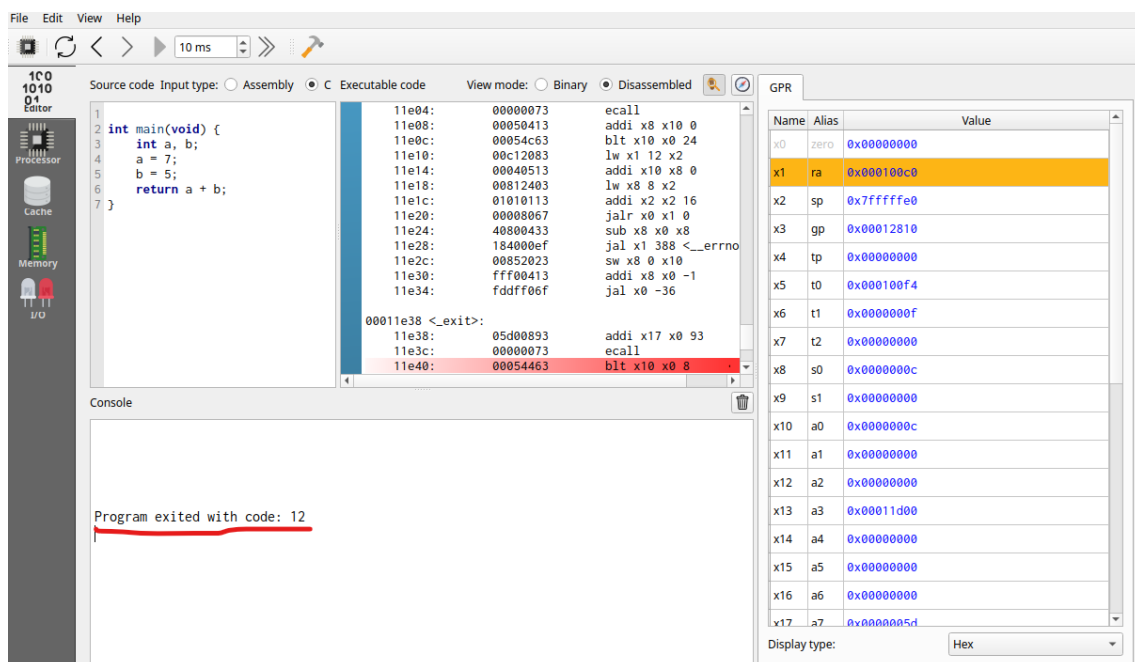 File Edit View Help
10 ms
Editor
Processor
Cache
Memory
I/O
Source code Input type: Assembly C Executable code View mode: Binary Disassembled
1
2 int main(void) {
3 int a, b;
4 a = 7;
5 b = 5;
6 return a + b;
7 }
11e04: 00000073 ecall
11e08: 00050413 addi x8 x10 0
11e0c: 00054c63 blt x10 x0 24
11e10: 00c12083 lw x1 12 x2
11e14: 00040513 addi x10 x8 0
11e18: 00812403 lw x8 8 x2
11e1c: 01010113 addi x2 x2 16
11e20: 00008067 jalr x0 x1 0
11e24: 40800433 sub x8 x0 x8
11e28: 184000ef jal x1 388 <__errno
11e2c: 00852023 sw x8 0 x10
11e30: fff00413 addi x8 x0 -1
11e34: fddff06f jal x0 -36
00011e38 <_exit>:
11e38: 05d00893 addi x17 x0 93
11e3c: 00000073 ecall
11e40: 00054463 blt x10 x0 8
Console
Program exited with code: 12
GPR
Name Alias Value
x0 zero 0x00000000
x1 ra 0x000100c0
x2 sp 0x7fffffe0
x3 gp 0x00012810
x4 tp 0x00000000
x5 t0 0x000100f4
x6 t1 0x0000000f
x7 t2 0x00000000
x8 s0 0x0000000c
x9 s1 0x00000000
x10 a0 0x0000000c
x11 a1 0x00000000
x12 a2 0x00000000
x13 a3 0x00011d00
x14 a4 0x00000000
x15 a5 0x00000000
x16 a6 0x00000000
x17 a7 0x0000005d
Display type: Hex